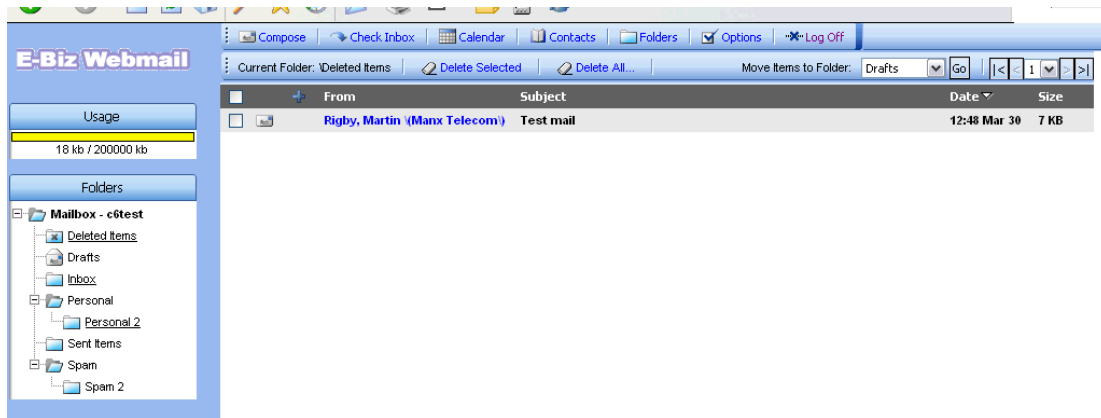 Compose Check Inbox Calendar Contacts Folders Options Log Off
E-Biz Webmail
Current Folder: \Deleted Items Delete Selected Delete All... Move Items to Folder: Drafts Go |< < 1 > >|
From Subject Date Size
Rigby, Martin \(Manx Telecom\) Test mail 12:48 Mar 30 7 KB
Usage
18 kb / 200000 kb
Folders
Mailbox - c6test
Deleted Items
Drafts
Inbox
Personal
Personal 2
Sent Items
Spam
Spam 2